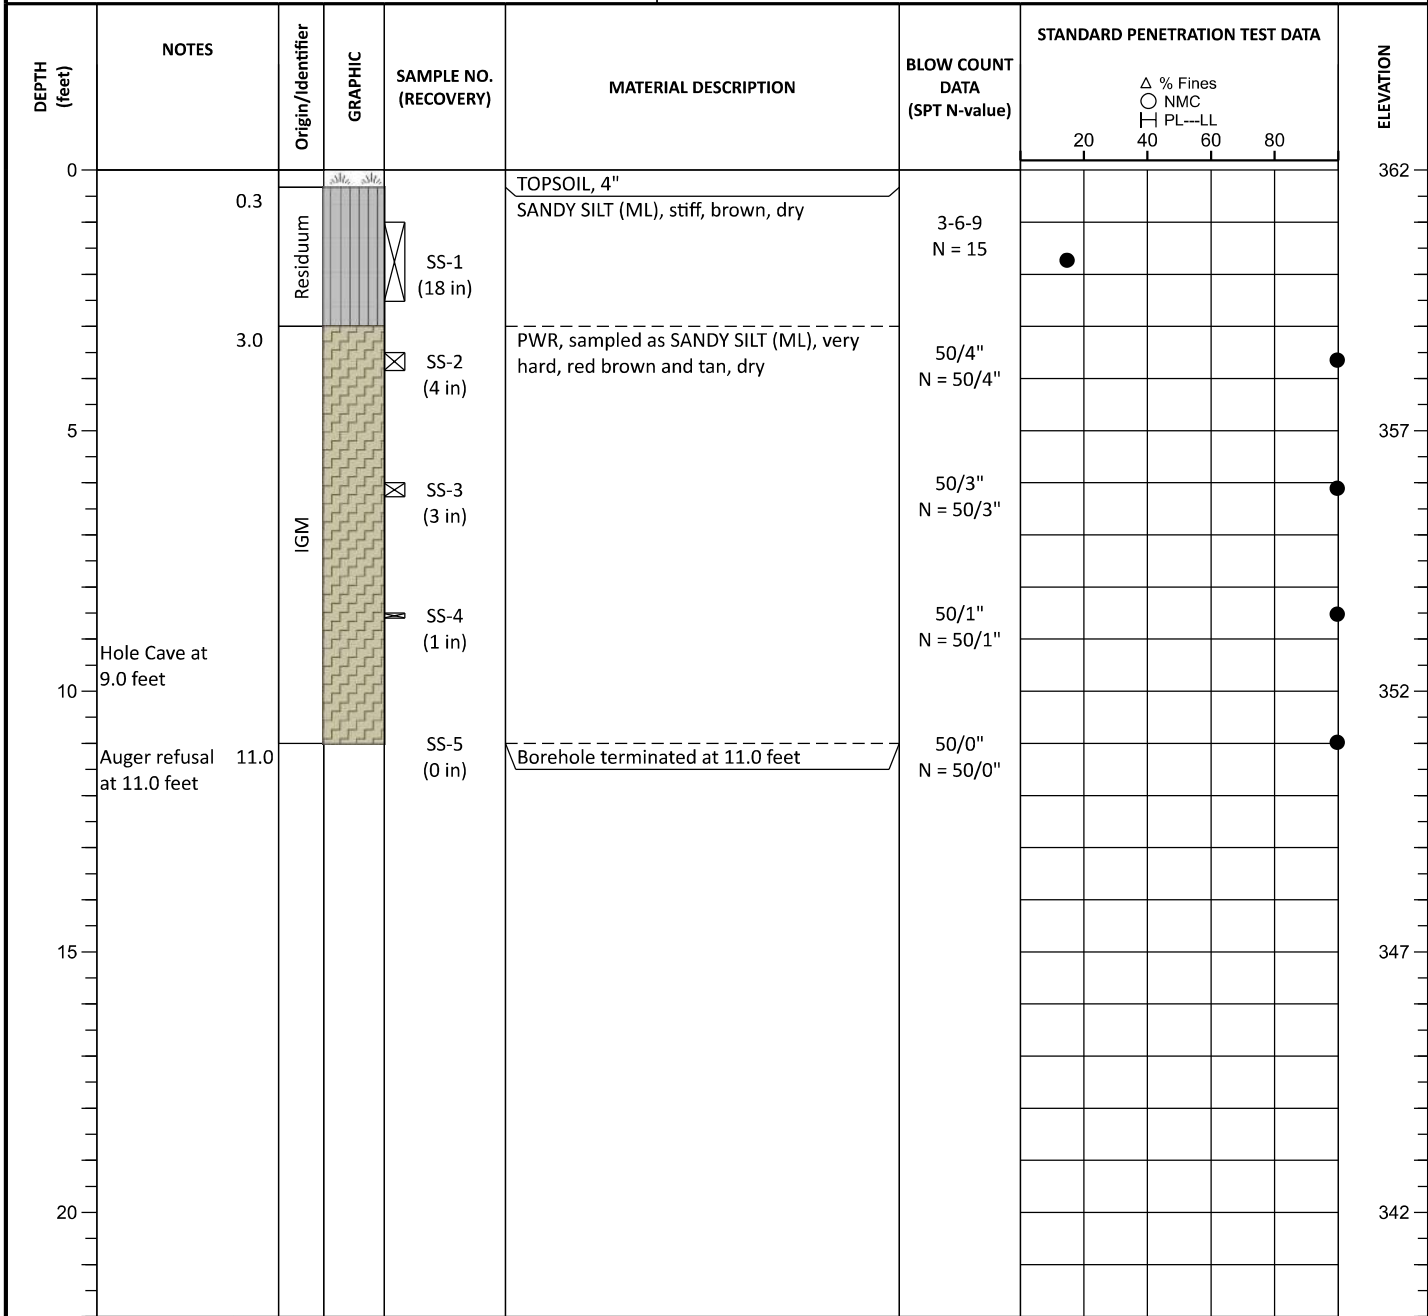 DEPTH
(feet)
NOTES
Origin/Identifier
GRAPHIC
SAMPLE NO.
(RECOVERY)
MATERIAL DESCRIPTION
BLOW COUNT
DATA
(SPT N-value)
STANDARD PENETRATION TEST DATA
% Fines
NMC
PL---LL
20 40 60 80
ELEVATION
0
362
TOPSOIL, 4"
0.3
SANDY SILT (ML), stiff, brown, dry
Residuum
3-6-9
N = 15
SS-1
(18 in)
3.0
PWR, sampled as SANDY SILT (ML), very
hard, red brown and tan, dry
SS-2
(4 in)
50/4"
N = 50/4"
5
357
SS-3
(3 in)
50/3"
N = 50/3"
IGM
SS-4
(1 in)
50/1"
N = 50/1"
Hole Cave at
9.0 feet
10
352
SS-5
(0 in)
50/0"
N = 50/0"
Auger refusal 11.0
at 11.0 feet
Borehole terminated at 11.0 feet
15
347
20
342